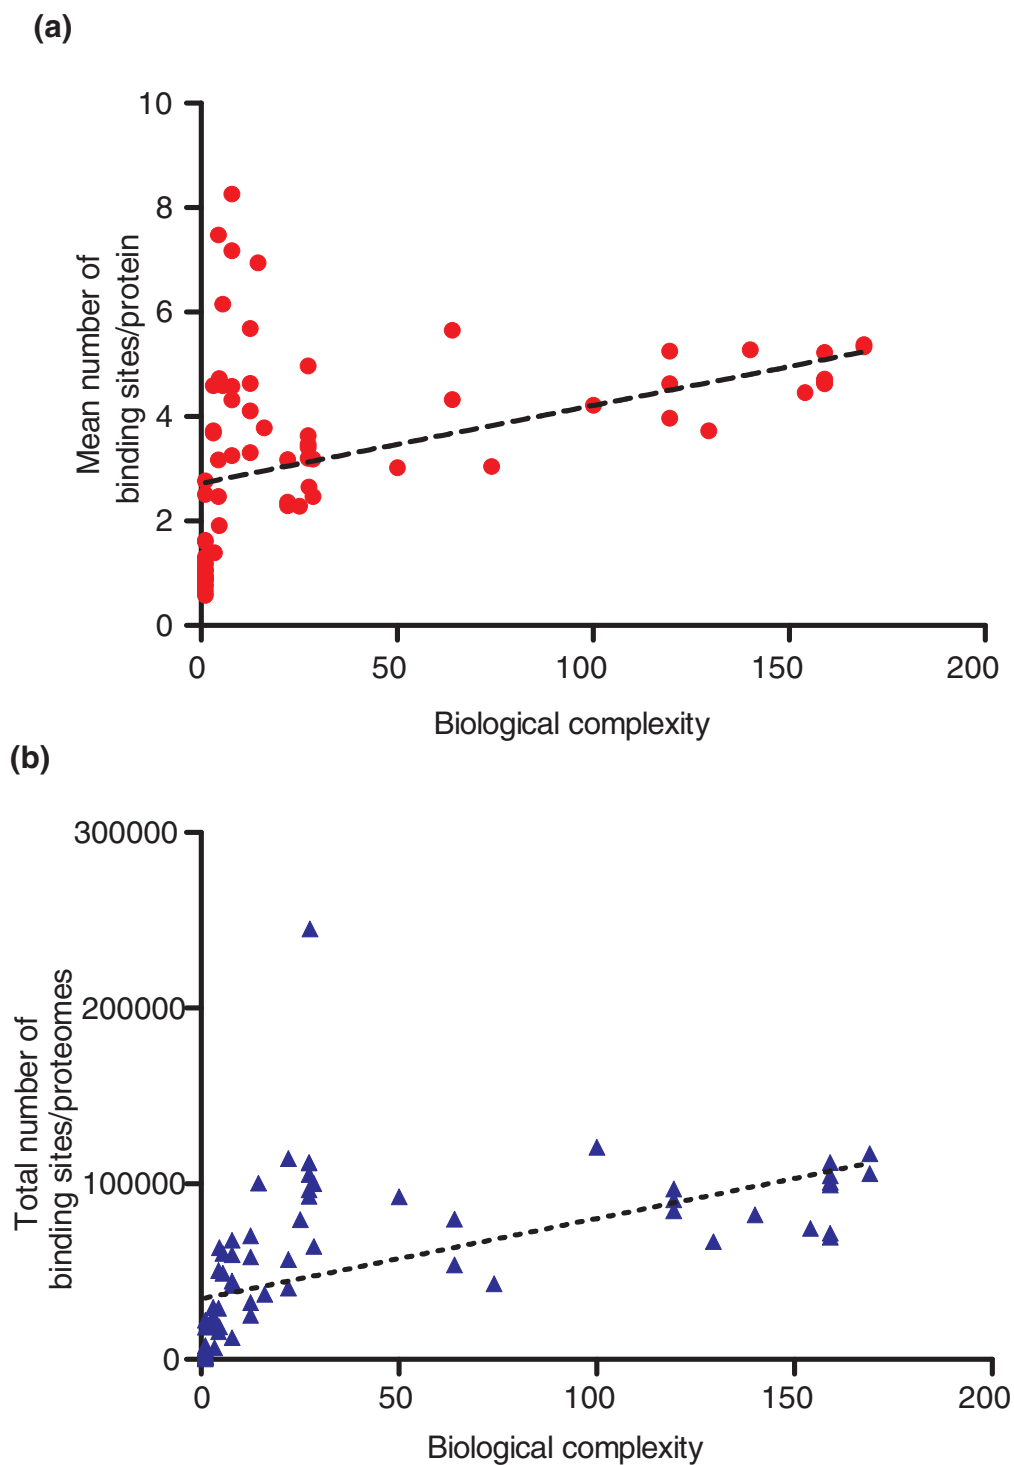 (a)
10
8
6
4
2
0
Mean number of
binding sites/protein
0 50 100 150 200
Biological complexity
(b)
300000
200000
100000
0
Total number of
binding sites/proteomes
0 50 100 150 200
Biological complexity